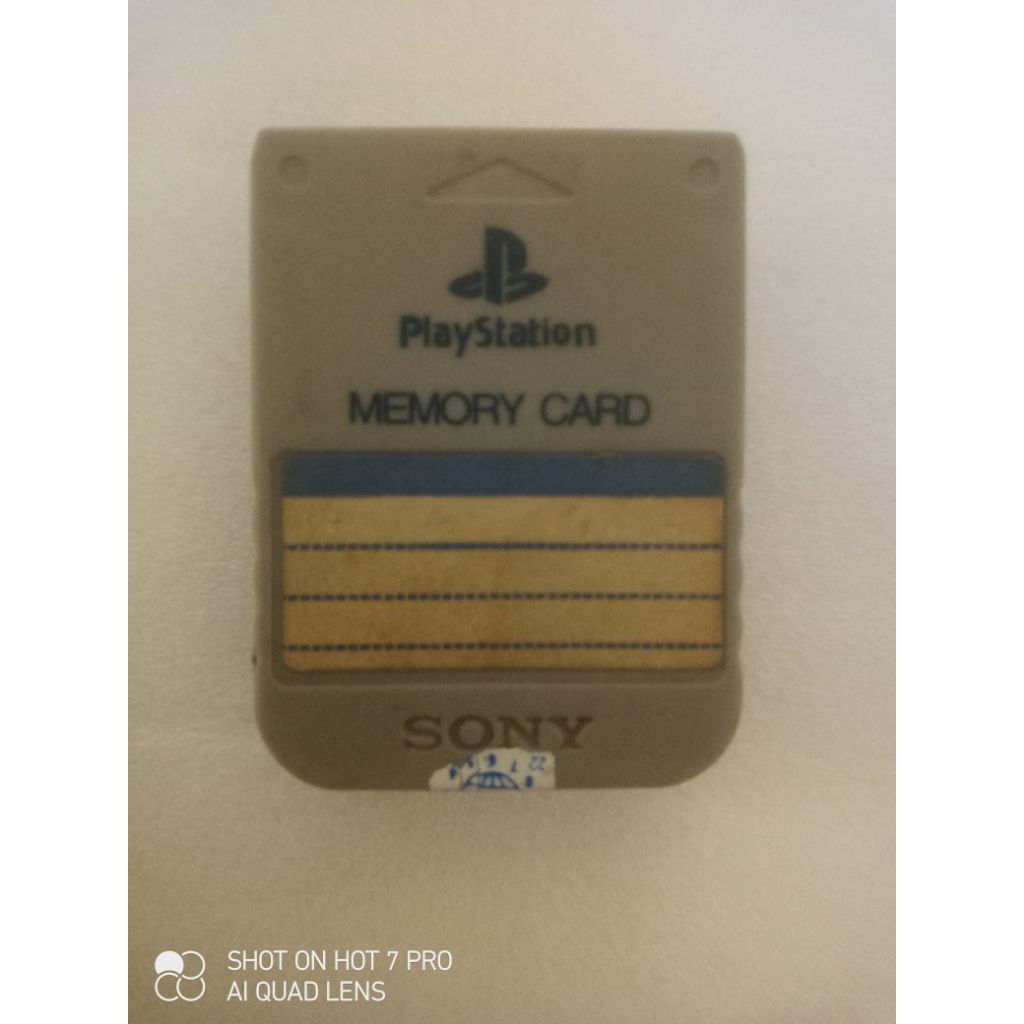 PlayStation
MEMORY CARD
SONY
SHOT ON HOT 7 PRO
AI QUAD LENS